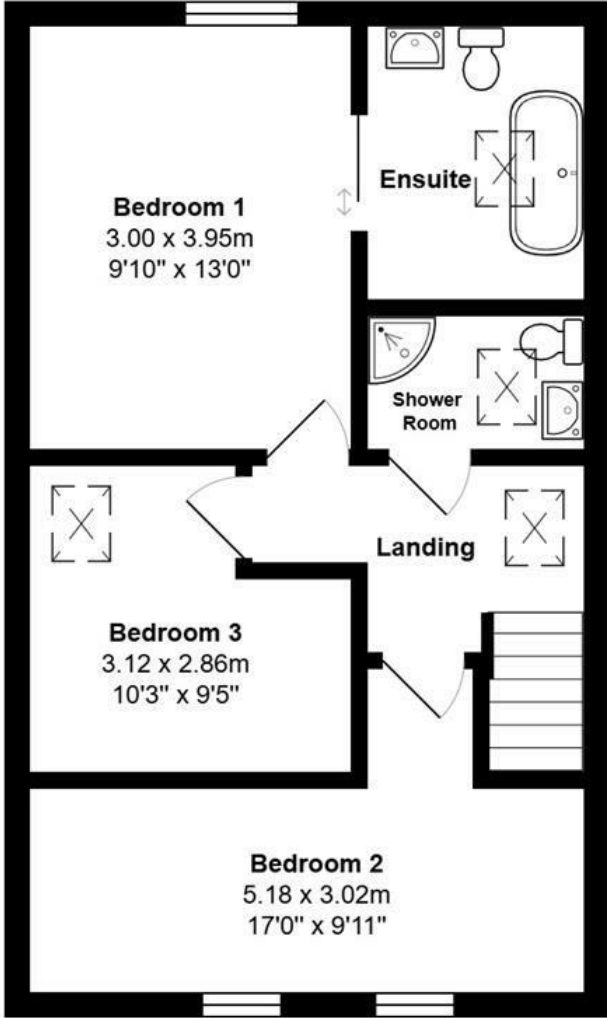 Bedroom 1
3.00 x 3.95m
9'10" x 13'0"
Ensuite
Shower
Room
Landing
Bedroom 3
3.12 x 2.86m
10'3" x 9'5"
Bedroom 2
5.18 x 3.02m
17'0" x 9'11"